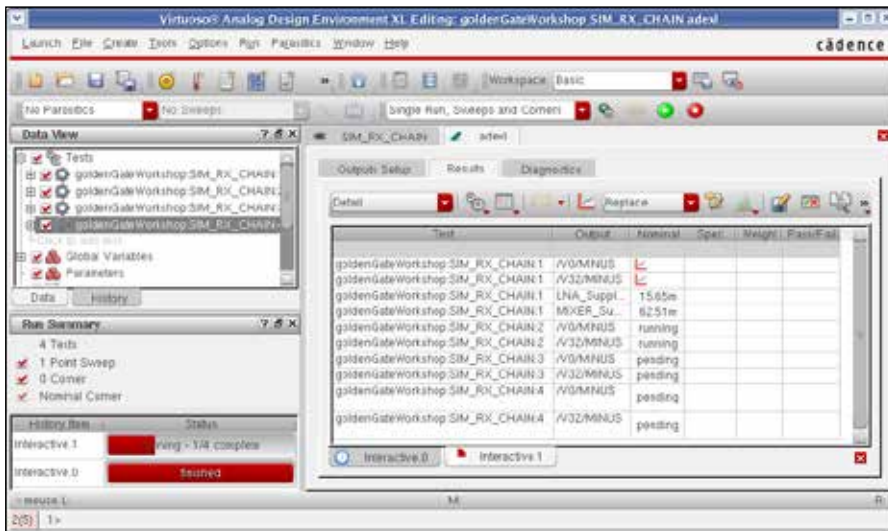 Virtuoso® Analog Design Environment XL Editing: goldenGateWorkshop SIM_RX_CHAIN adexl
Launch File Create Tools Options Run Parasitics Window Help
cādence
Workspace: Basic
No Parasitics No Sweeps Single Run, Sweeps and Corners
Data View ? X
SIM_RX_CHAIN adexl
Tests
goldenGateWorkshop:SIM_RX_CHAIN:
goldenGateWorkshop:SIM_RX_CHAIN:
goldenGateWorkshop:SIM_RX_CHAIN:
goldenGateWorkshop:SIM_RX_CHAIN:
Click to add test
Global Variables
Parameters
Data History
Outputs Setup Results Diagnostics
Detail Replace
Test Output Nominal Spec Weight Pass/Fail
goldenGateWorkshop:SIM_RX_CHAIN:1 /V0/MINUS
goldenGateWorkshop:SIM_RX_CHAIN:1 /V32/MINUS
goldenGateWorkshop:SIM_RX_CHAIN:1 LNA_Suppl... 15.65m
goldenGateWorkshop:SIM_RX_CHAIN:1 MIXER_Su... 62.51m
goldenGateWorkshop:SIM_RX_CHAIN:2 /V0/MINUS running
goldenGateWorkshop:SIM_RX_CHAIN:2 /V32/MINUS running
goldenGateWorkshop:SIM_RX_CHAIN:3 /V0/MINUS pending
goldenGateWorkshop:SIM_RX_CHAIN:3 /V32/MINUS pending
goldenGateWorkshop:SIM_RX_CHAIN:4 /V0/MINUS pending
goldenGateWorkshop:SIM_RX_CHAIN:4 /V32/MINUS pending
Run Summary ? X
4 Tests
1 Point Sweep
0 Corner
Nominal Corner
History Item Status
Interactive.1 running - 1/4 complete
Interactive.0 finished
Interactive.0 Interactive.1
mouse L: M: R:
2(5) 1>